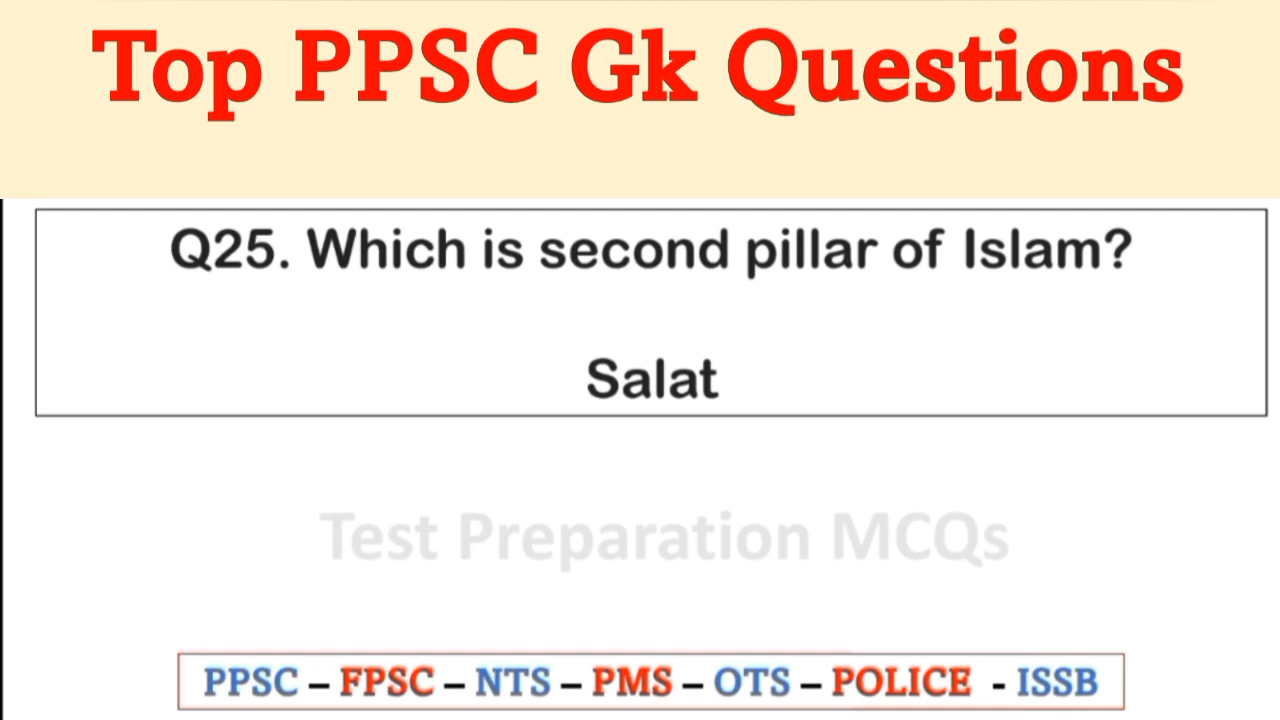 Top PPSC Gk Questions
Q25. Which is second pillar of Islam?
Salat
Test Preparation MCQs
PPSC – FPSC – NTS – PMS – OTS – POLICE - ISSB